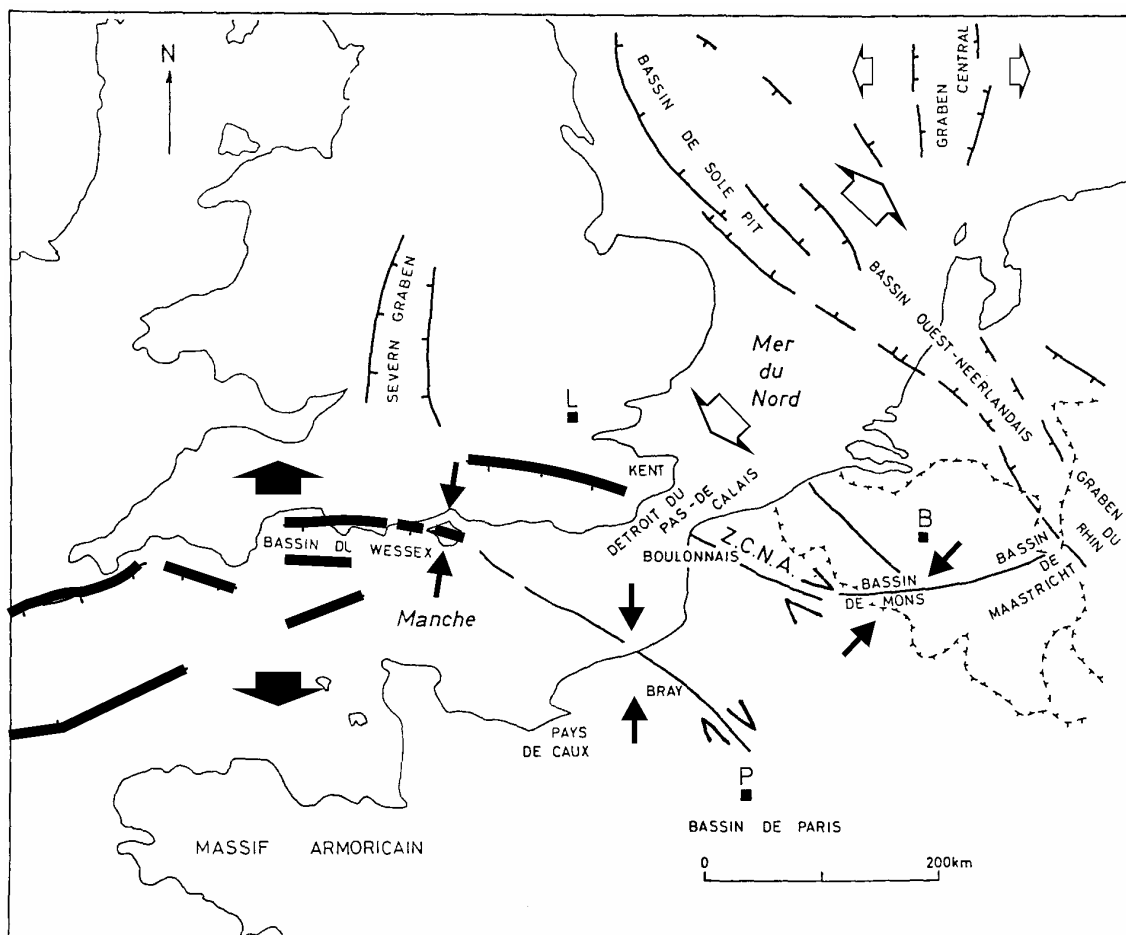 N
BASSIN DE SOLE PIT
GRABEN CENTRAL
SEVERN GRABEN
BASSIN OUEST-NEERLANDAIS
Mer
du
Nord
L
KENT
DETROIT DU
PAS-DE
CALAIS
GRABEN DU RHIN
B
BASSIN DU WESSEX
BOULONNAIS
Z.C.N.A.
BASSIN
DE MONS
BASSIN
DE
MAASTRICHT
Manche
BRAY
PAYS
DE CAUX
P
BASSIN DE PARIS
MASSIF ARMORICAIN
0
200km